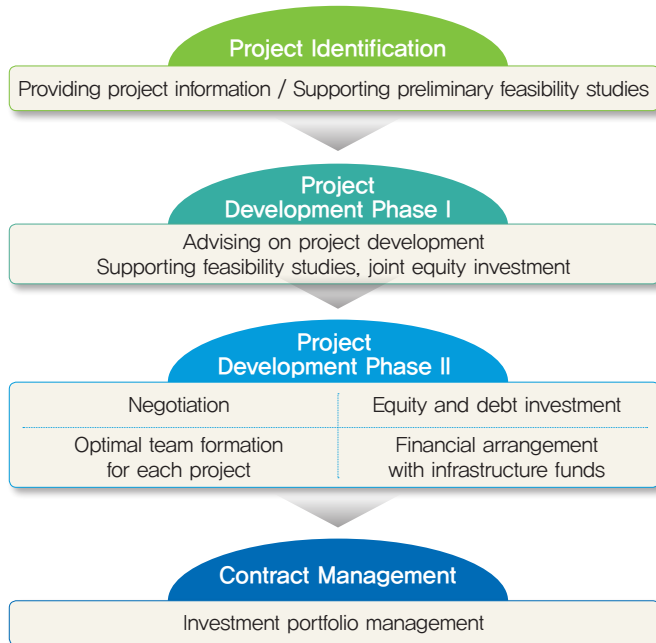 Project Identification
Providing project information / Supporting preliminary feasibility studies
Project
Development Phase I
Advising on project development
Supporting feasibility studies, joint equity investment
Project
Development Phase II
Negotiation
Equity and debt investment
Optimal team formation
for each project
Financial arrangement
with infrastructure funds
Contract Management
Investment portfolio management